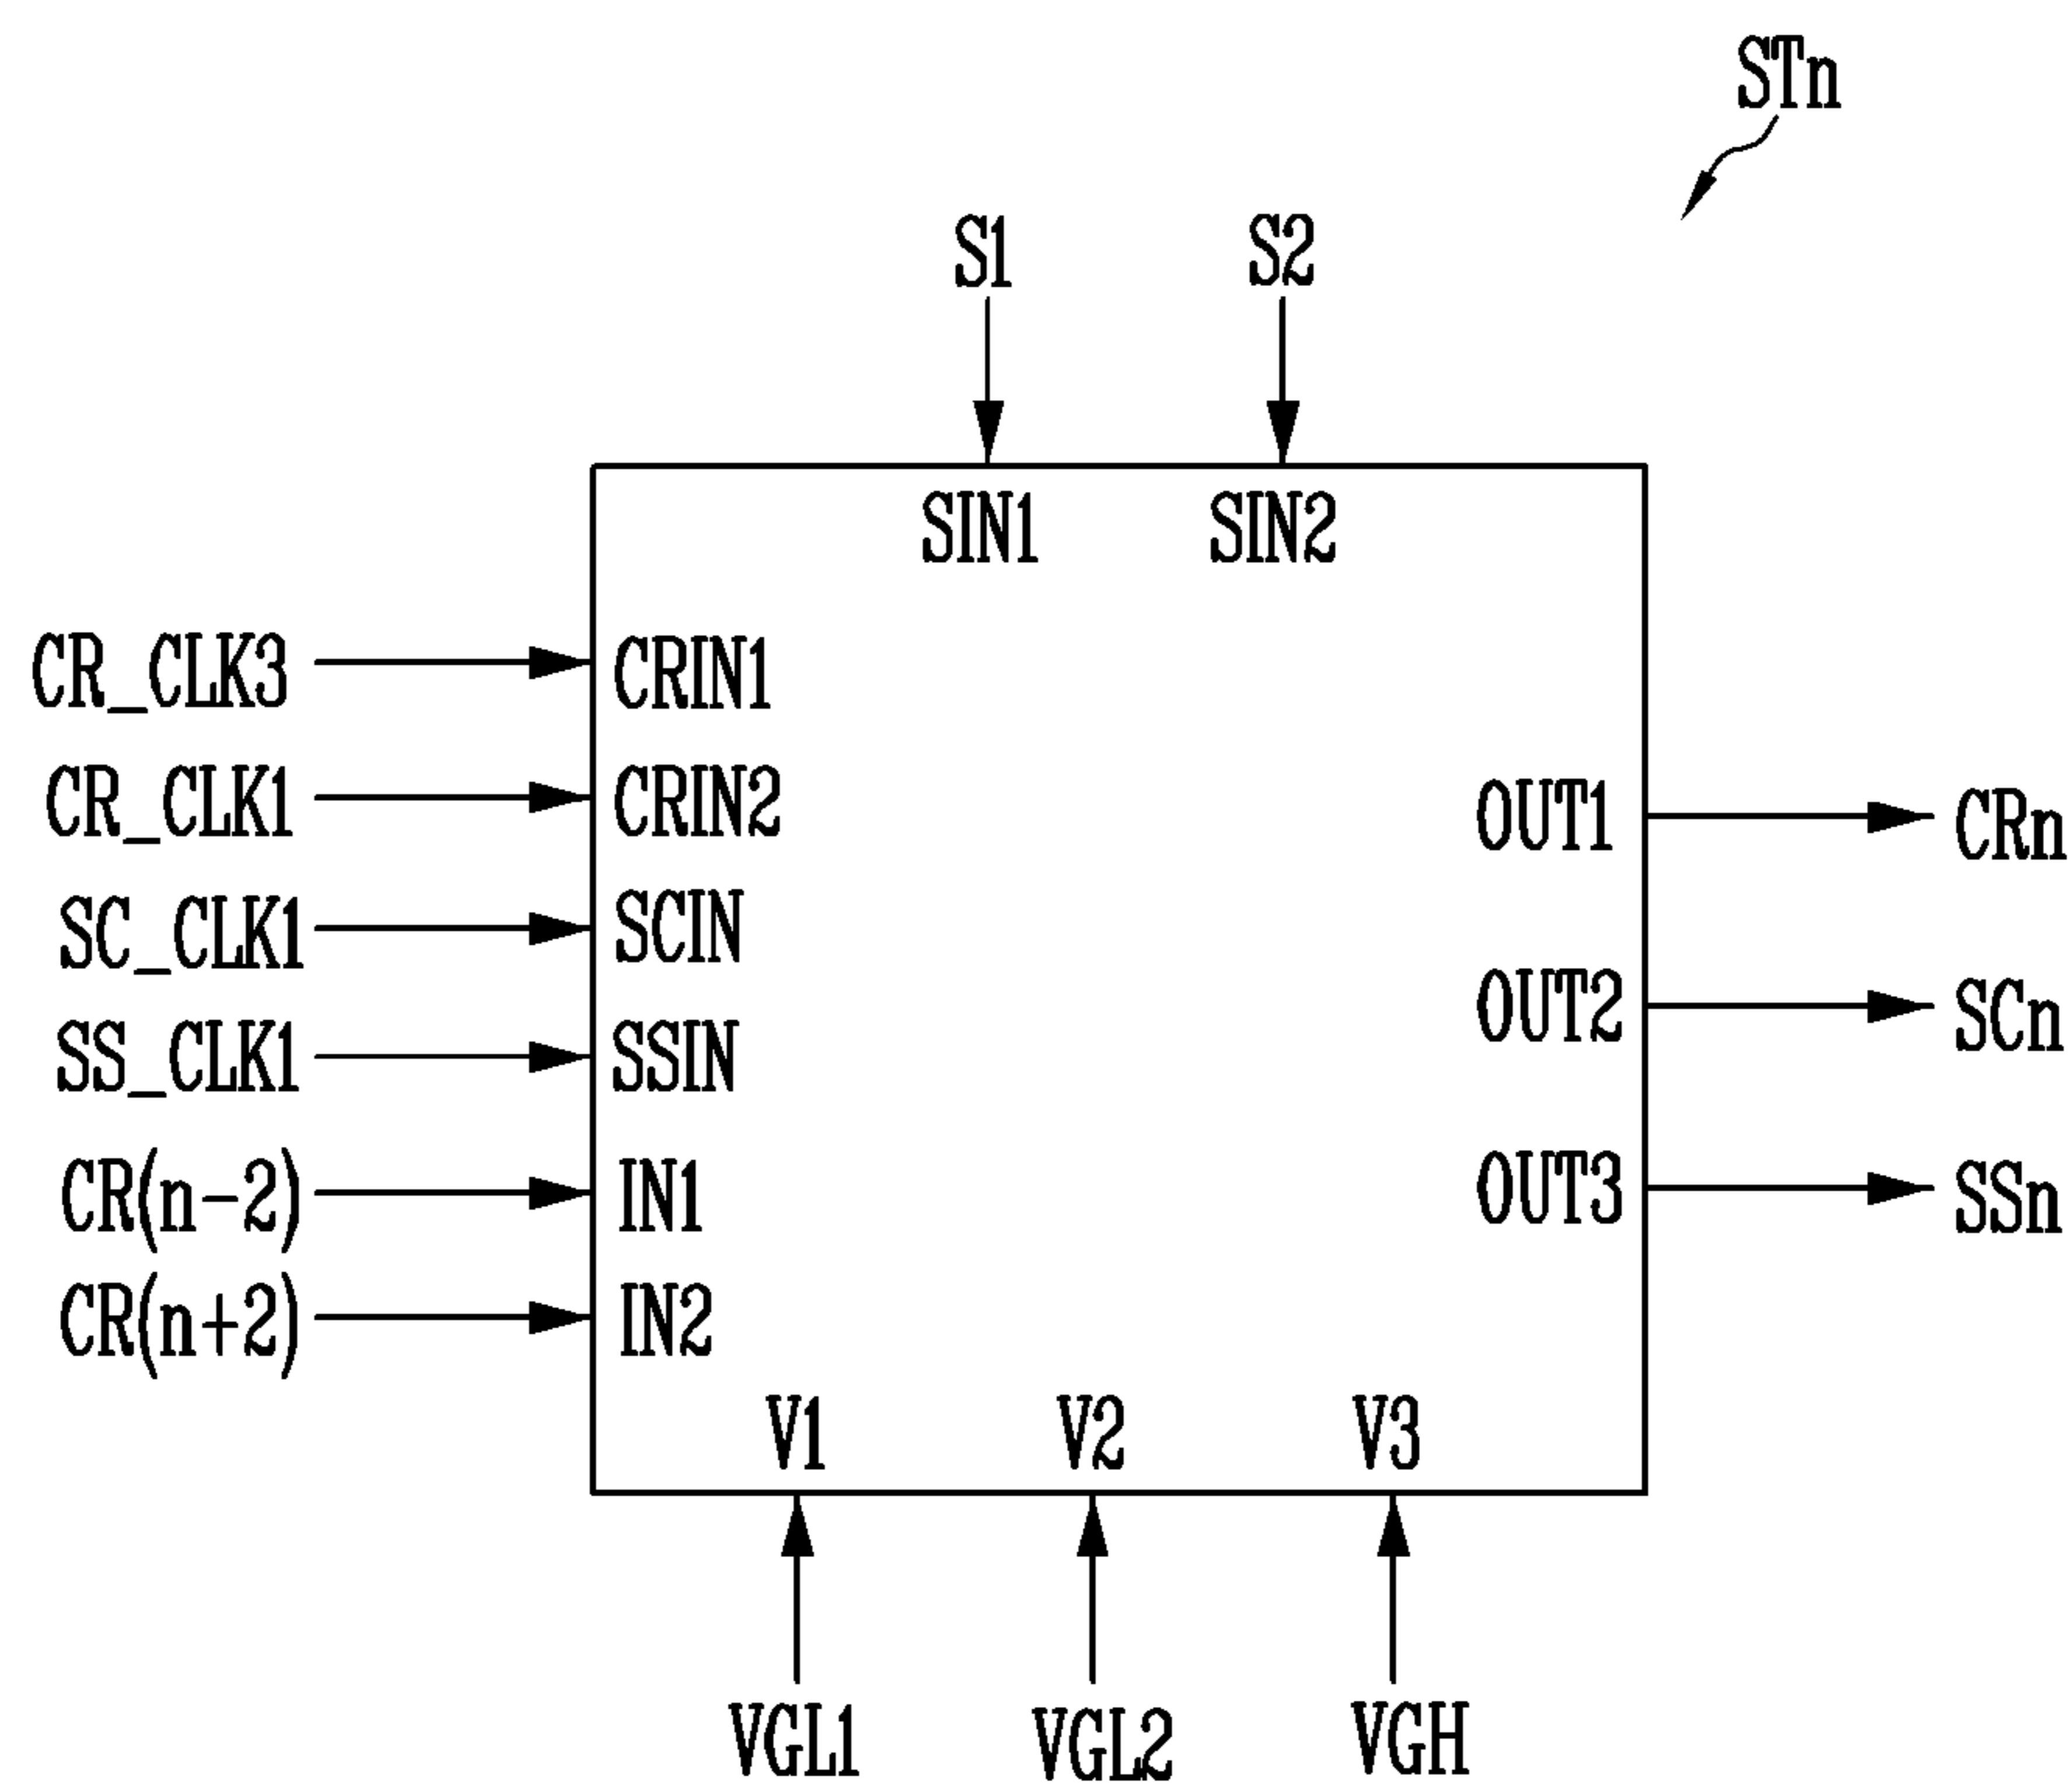 STn
S1 S2
SIN1 SIN2
CR_CLK3 CRIN1
CR_CLK1 CRIN2
OUT1 CRn
SC_CLK1 SCIN
OUT2 SCn
SS_CLK1 SSIN
CR(n-2) IN1
OUT3 SSn
CR(n+2) IN2
V1 V2 V3
VGL1 VGL2 VGH